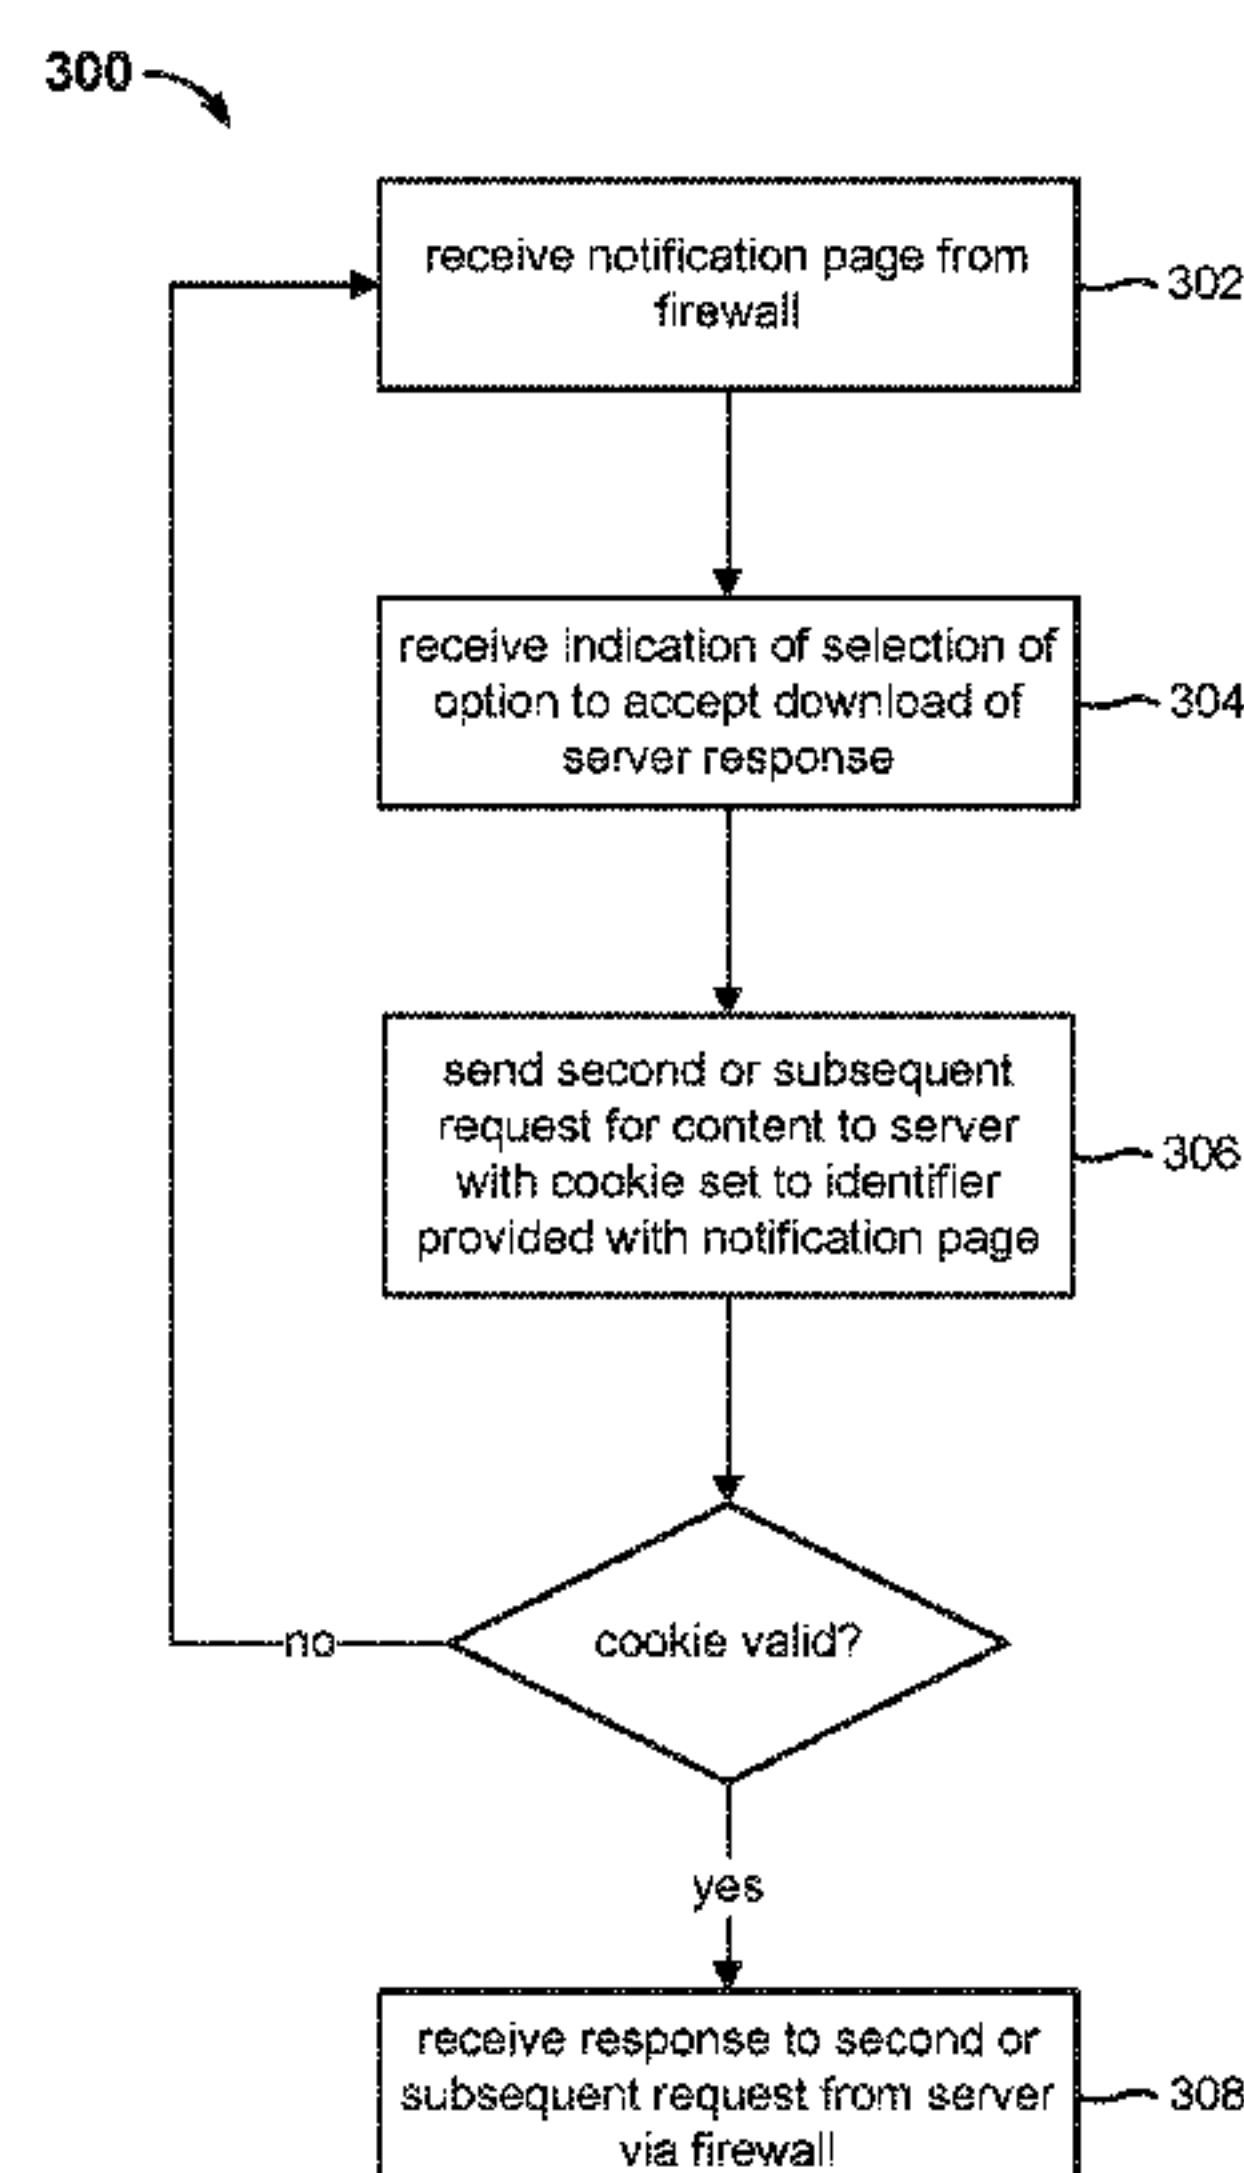 300
receive notification page from
firewall
302
receive indication of selection of
option to accept download of
server response
304
send second or subsequent
request for content to server
with cookie set to identifier
provided with notification page
306
cookie valid?
no
yes
receive response to second or
subsequent request from server
via firewall
308